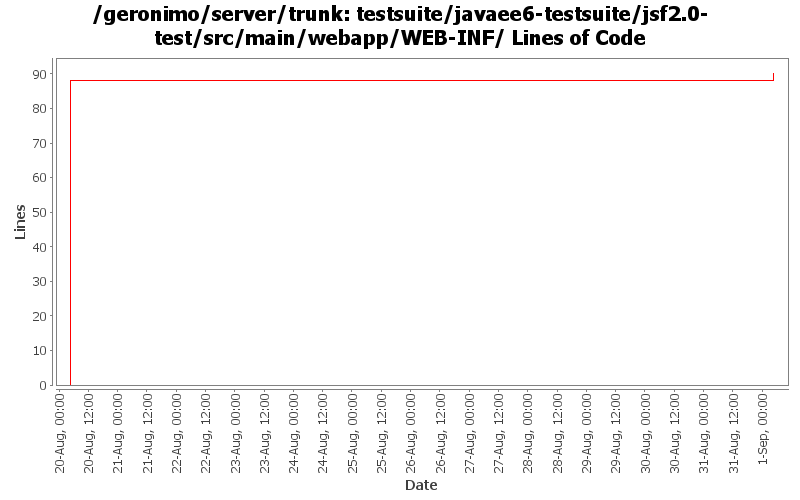 /geronimo/server/trunk: testsuite/javaee6-testsuite/jsf2.0-
test/src/main/webapp/WEB-INF/ Lines of Code
90
80
70
60
50
40
30
20
10
0
Lines
20-Aug, 00:00
20-Aug, 12:00
21-Aug, 00:00
21-Aug, 12:00
22-Aug, 00:00
22-Aug, 12:00
23-Aug, 00:00
23-Aug, 12:00
24-Aug, 00:00
24-Aug, 12:00
25-Aug, 00:00
25-Aug, 12:00
26-Aug, 00:00
26-Aug, 12:00
27-Aug, 00:00
27-Aug, 12:00
28-Aug, 00:00
28-Aug, 12:00
29-Aug, 00:00
29-Aug, 12:00
30-Aug, 00:00
30-Aug, 12:00
31-Aug, 00:00
31-Aug, 12:00
1-Sep, 00:00
Date